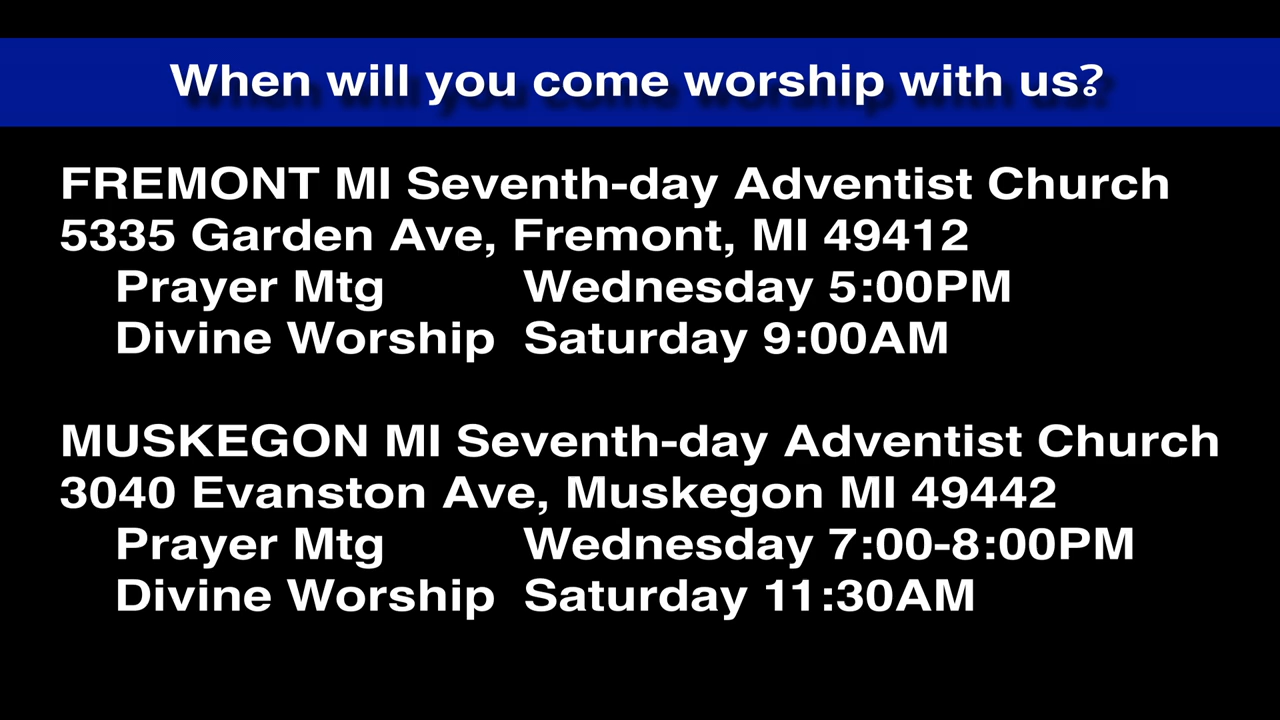 When will you come worship with us?
FREMONT MI Seventh-day Adventist Church
5335 Garden Ave, Fremont, MI 49412
Prayer Mtg Wednesday 5:00PM
Divine Worship Saturday 9:00AM
MUSKEGON MI Seventh-day Adventist Church
3040 Evanston Ave, Muskegon MI 49442
Prayer Mtg Wednesday 7:00-8:00PM
Divine Worship Saturday 11:30AM